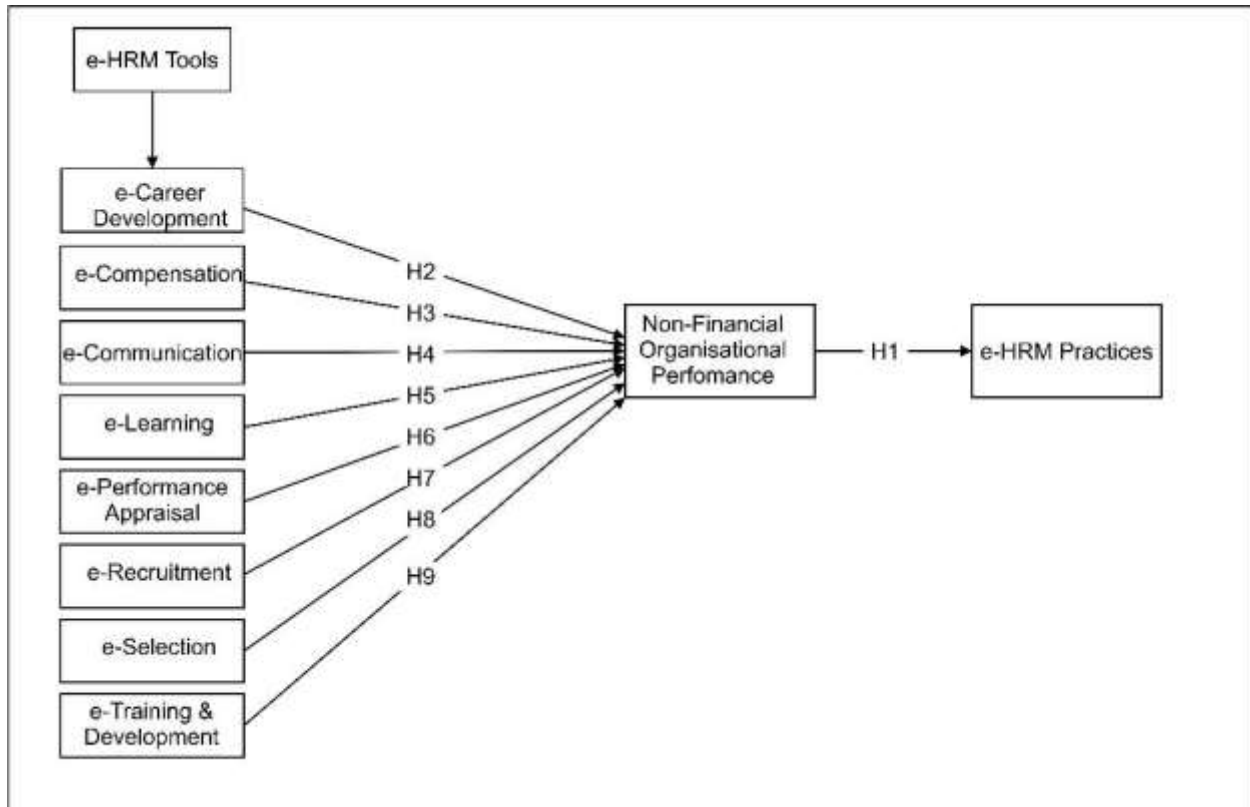 e-HRM Tools
e-Career
Development
e-Compensation
e-Communication
e-Learning
e-Performance
Appraisal
e-Recruitment
e-Selection
e-Training &
Development
H2
H3
H4
H5
H6
H7
H8
H9
Non-Financial
Organisational
Perfomance
H1
e-HRM Practices